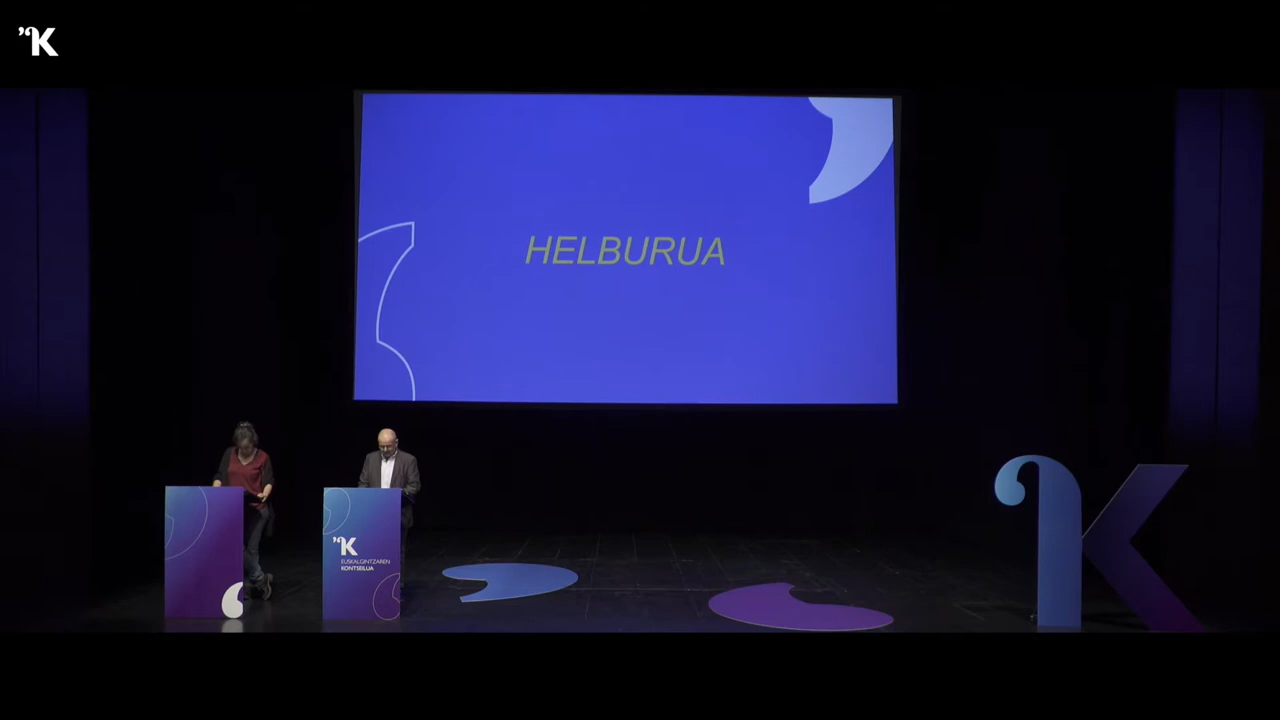 ’K
HELBURUA
’K
EUSKALGINTZAREN
KONTSEILUA
’K